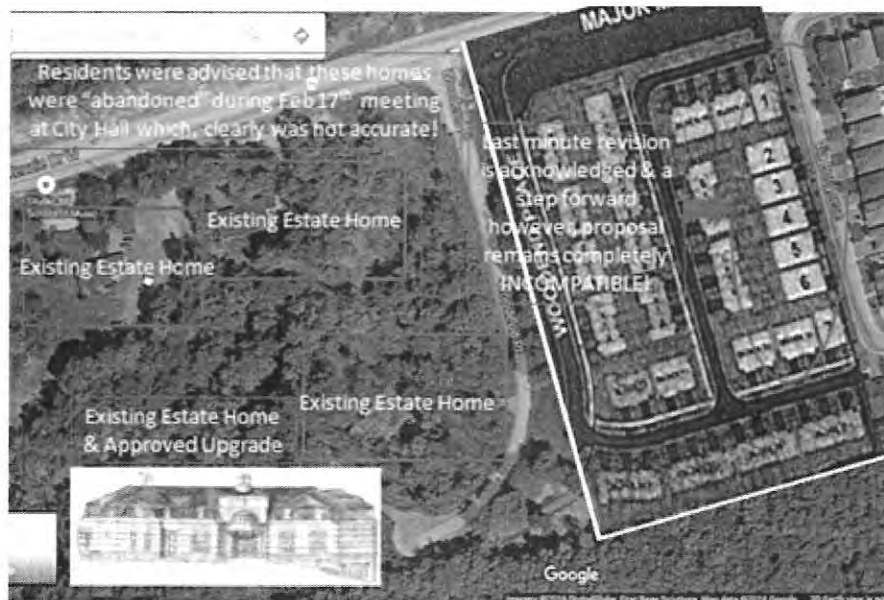 MAJOR M
Residents were advised that these homes
were "abandoned" during Feb 17th meeting
at City Hall which, clearly was not accurate!
Last minute revision
is acknowledged & a
step forward,
however, proposal
remains completely
INCOMPATIBLE!
Existing Estate Home
Existing Estate Home
Existing Estate Home
Existing Estate Home
& Approved Upgrade
1
2
3
4
5
6
7
Google